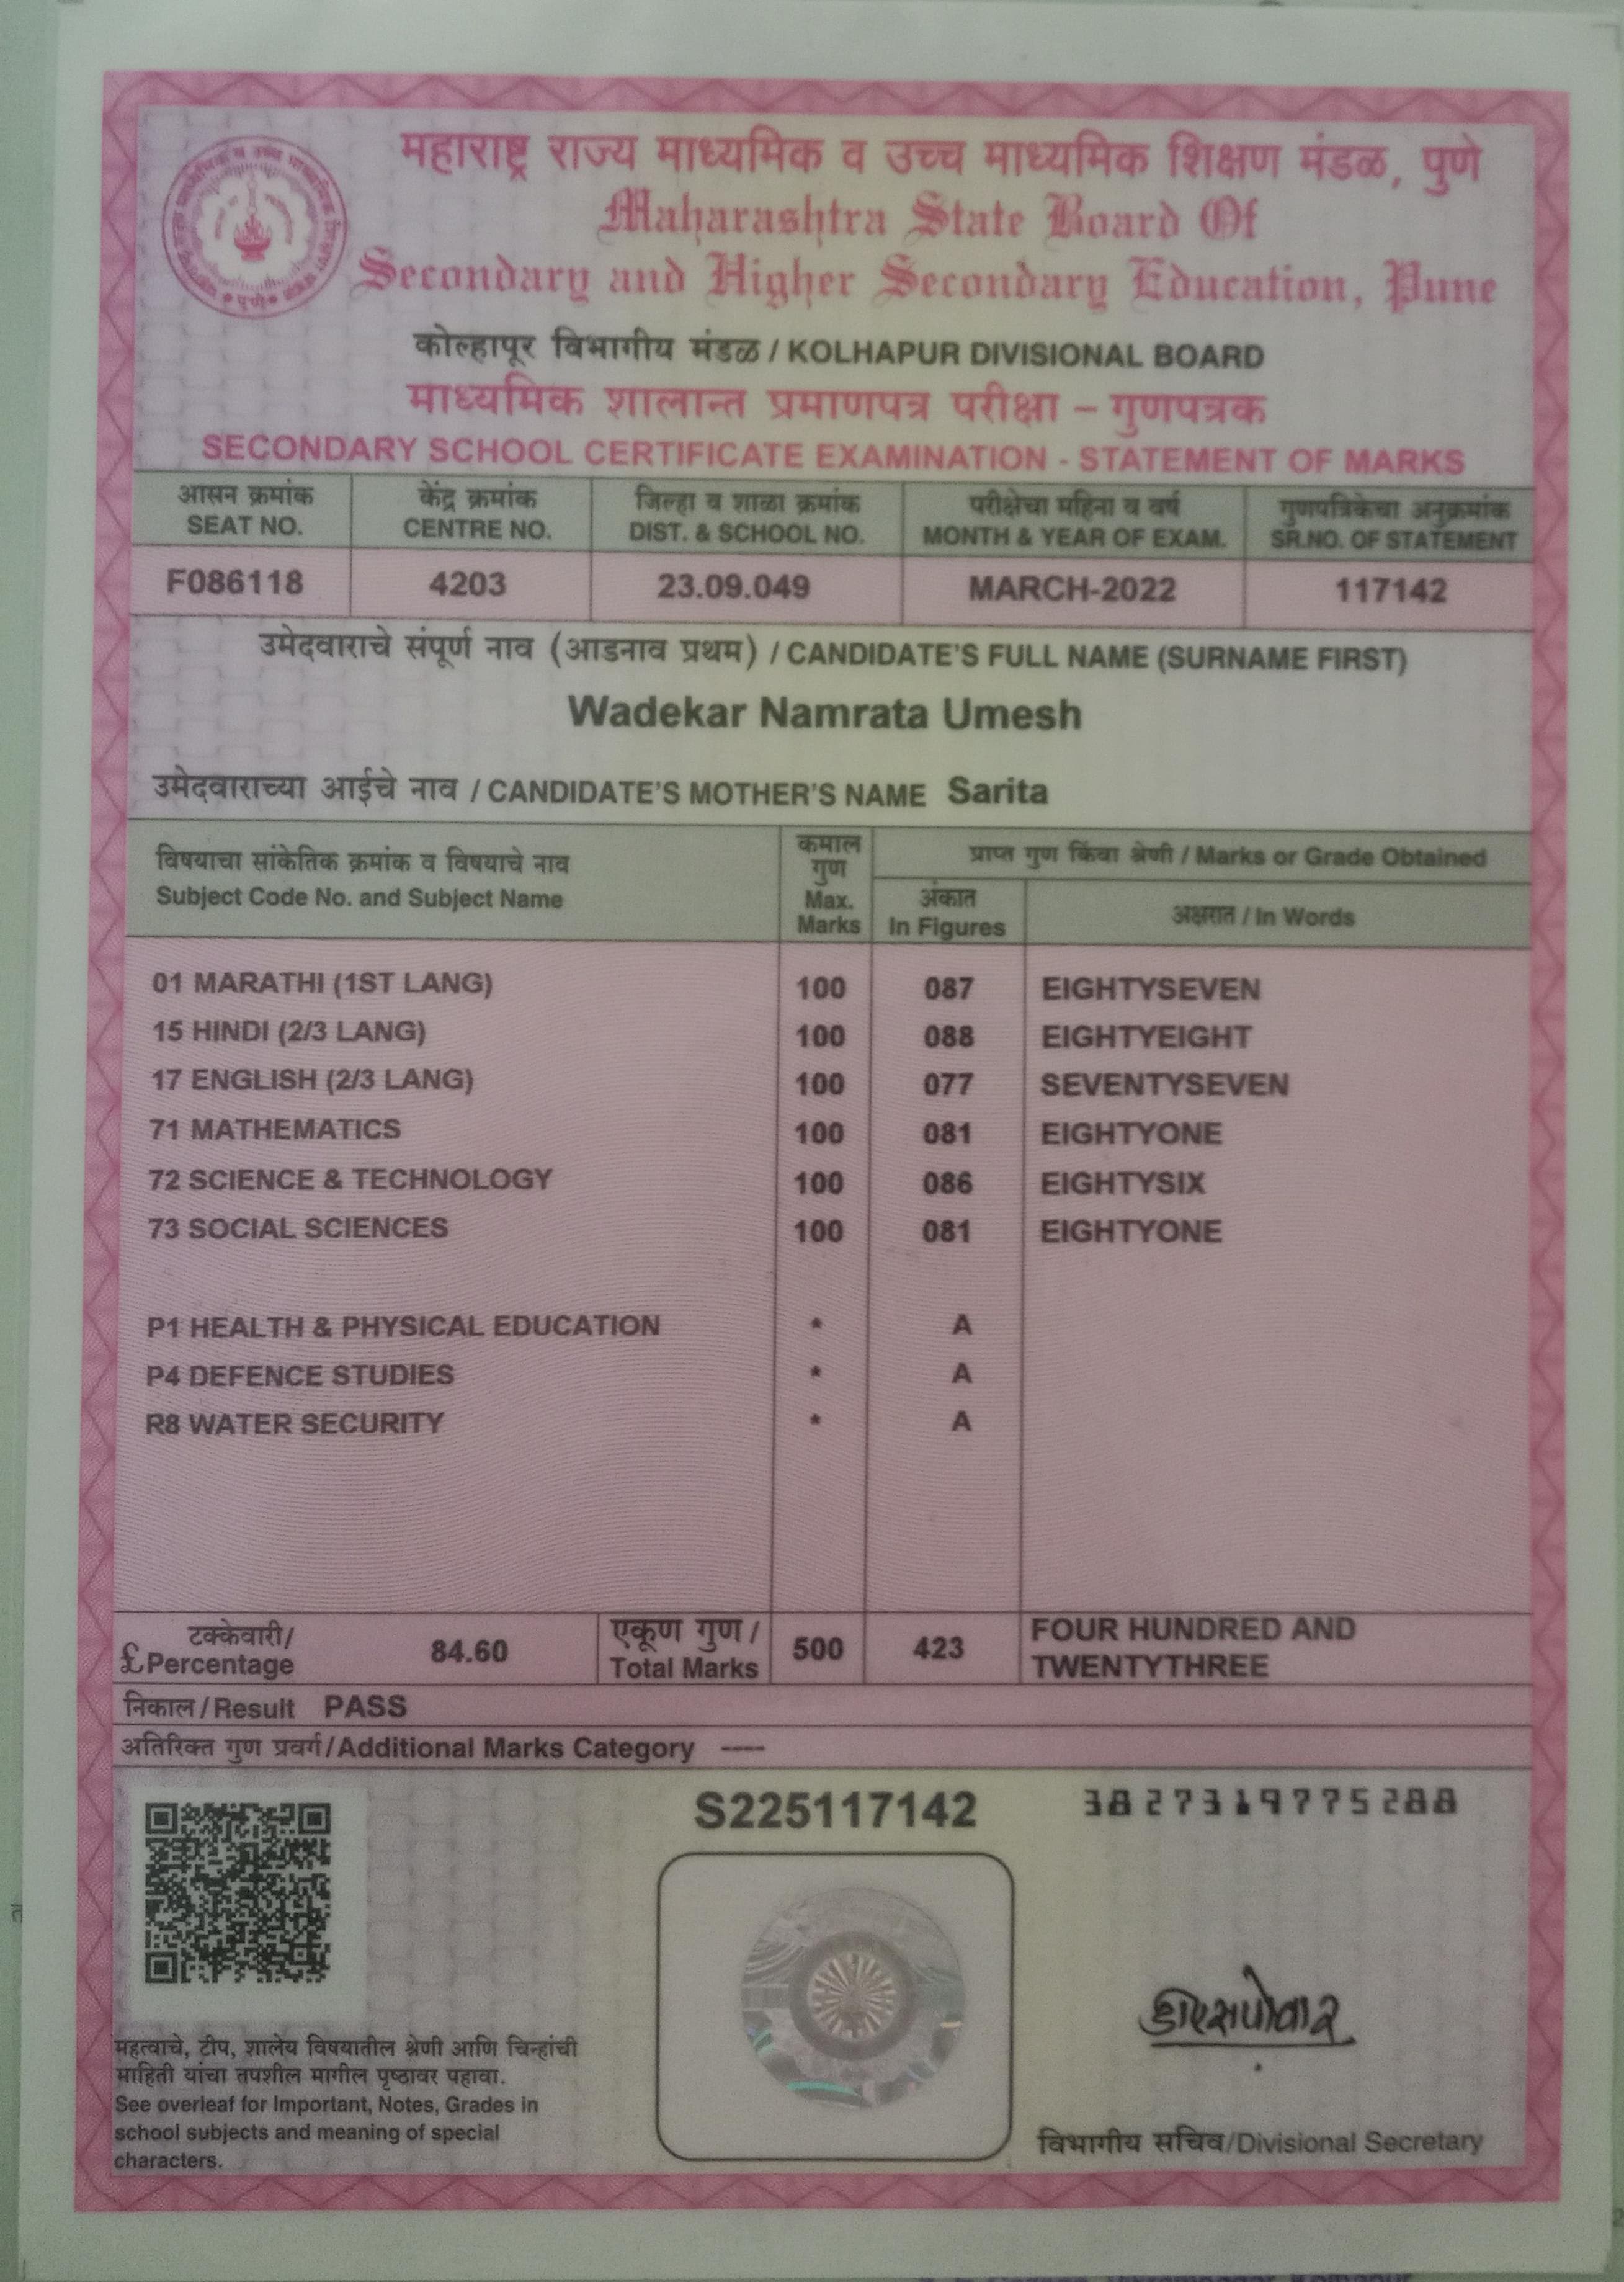 महाराष्ट्र राज्य माध्यमिक व उच्च माध्यमिक शिक्षण मंडळ, पुणे
Maharashtra State Board Of
Secondary and Higher Secondary Education, Pune
कोल्हापूर विभागीय मंडळ / KOLHAPUR DIVISIONAL BOARD
माध्यमिक शालान्त प्रमाणपत्र परीक्षा – गुणपत्रक
SECONDARY SCHOOL CERTIFICATE EXAMINATION - STATEMENT OF MARKS
आसन क्रमांक केंद्र क्रमांक जिल्हा व शाळा क्रमांक परीक्षेचा महिना व वर्ष गुणपत्रिकेचा अनुक्रमांक
SEAT NO. CENTRE NO. DIST. & SCHOOL NO. MONTH & YEAR OF EXAM. SR.NO. OF STATEMENT
F086118 4203 23.09.049 MARCH-2022 117142
उमेदवाराचे संपूर्ण नाव (आडनाव प्रथम) / CANDIDATE'S FULL NAME (SURNAME FIRST)
Wadekar Namrata Umesh
उमेदवाराच्या आईचे नाव / CANDIDATE'S MOTHER'S NAME Sarita
विषयाचा सांकेतिक क्रमांक व विषयाचे नाव
Subject Code No. and Subject Name
कमाल
गुण
Max.
Marks
प्राप्त गुण किंवा श्रेणी / Marks or Grade Obtained
अंकात
In Figures
अक्षरात / In Words
01 MARATHI (1ST LANG) 100 087 EIGHTYSEVEN
15 HINDI (2/3 LANG) 100 088 EIGHTYEIGHT
17 ENGLISH (2/3 LANG) 100 077 SEVENTYSEVEN
71 MATHEMATICS 100 081 EIGHTYONE
72 SCIENCE & TECHNOLOGY 100 086 EIGHTYSIX
73 SOCIAL SCIENCES 100 081 EIGHTYONE
P1 HEALTH & PHYSICAL EDUCATION * A
P4 DEFENCE STUDIES * A
R8 WATER SECURITY * A
टक्केवारी/
£Percentage
84.60
एकूण गुण /
Total Marks
500 423
FOUR HUNDRED AND
TWENTYTHREE
निकाल/Result PASS
अतिरिक्त गुण प्रवर्ग/Additional Marks Category ----
S225117142
3827319775288
महत्वाचे, टीप, शालेय विषयातील श्रेणी आणि चिन्हांची
माहिती यांचा तपशील मागील पृष्ठावर पहावा.
See overleaf for Important, Notes, Grades in
school subjects and meaning of special
characters.
विभागीय सचिव/Divisional Secretary